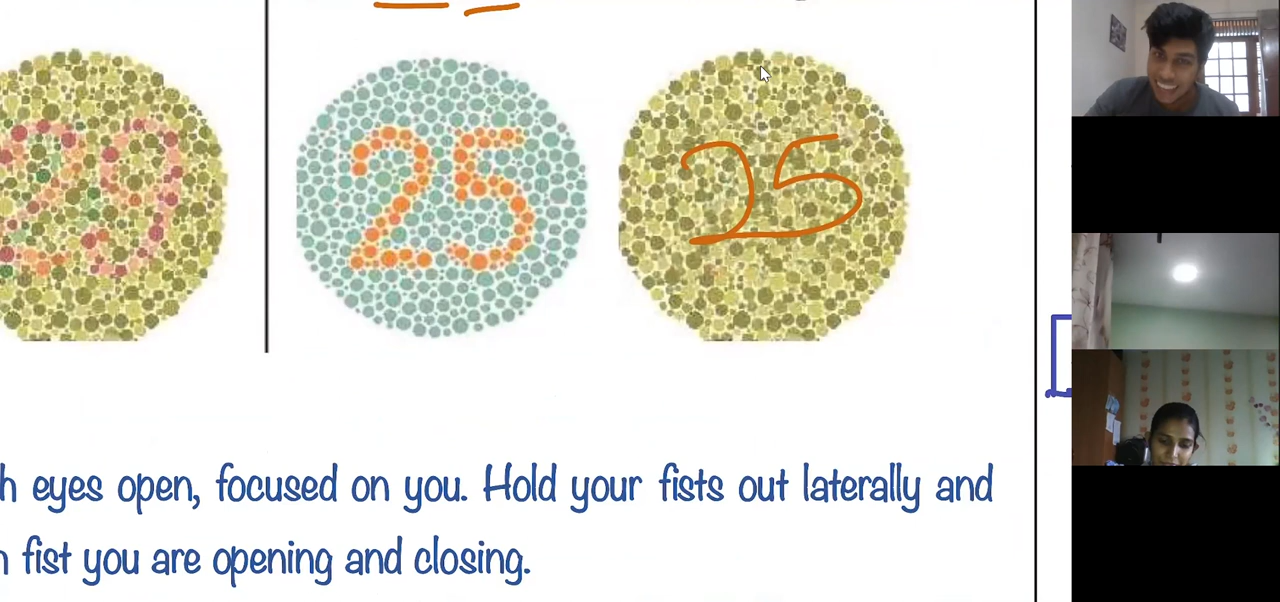 29 25 25
h eyes open, focused on you. Hold your fists out laterally and
fist you are opening and closing.